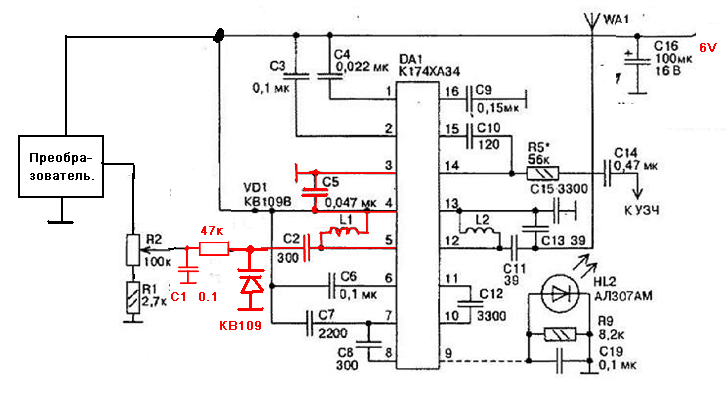 WA1
6V
C4
0,022 мк
DA1
К174ХА34
C16
100мк
16 В
+
C3
0,1 мк
1
16
C9
0,15мк
2
15
C10
120
Преобра-
зователь.
3
14
R5*
56к
C14
0,47 мк
C5
0,047 мк
C15 3300
К УЗЧ
VD1
КВ109В
4
13
L1
L2
R2
100к
47к
C2
300
5
12
C11
39
C13 39
C1 0.1
R1
2,7к
КВ109
C6
0,1 мк
6
11
C12
3300
HL2
АЛ307АМ
C7
2200
7
10
R9
8,2к
C8
300
8
9
C19
0,1 мк